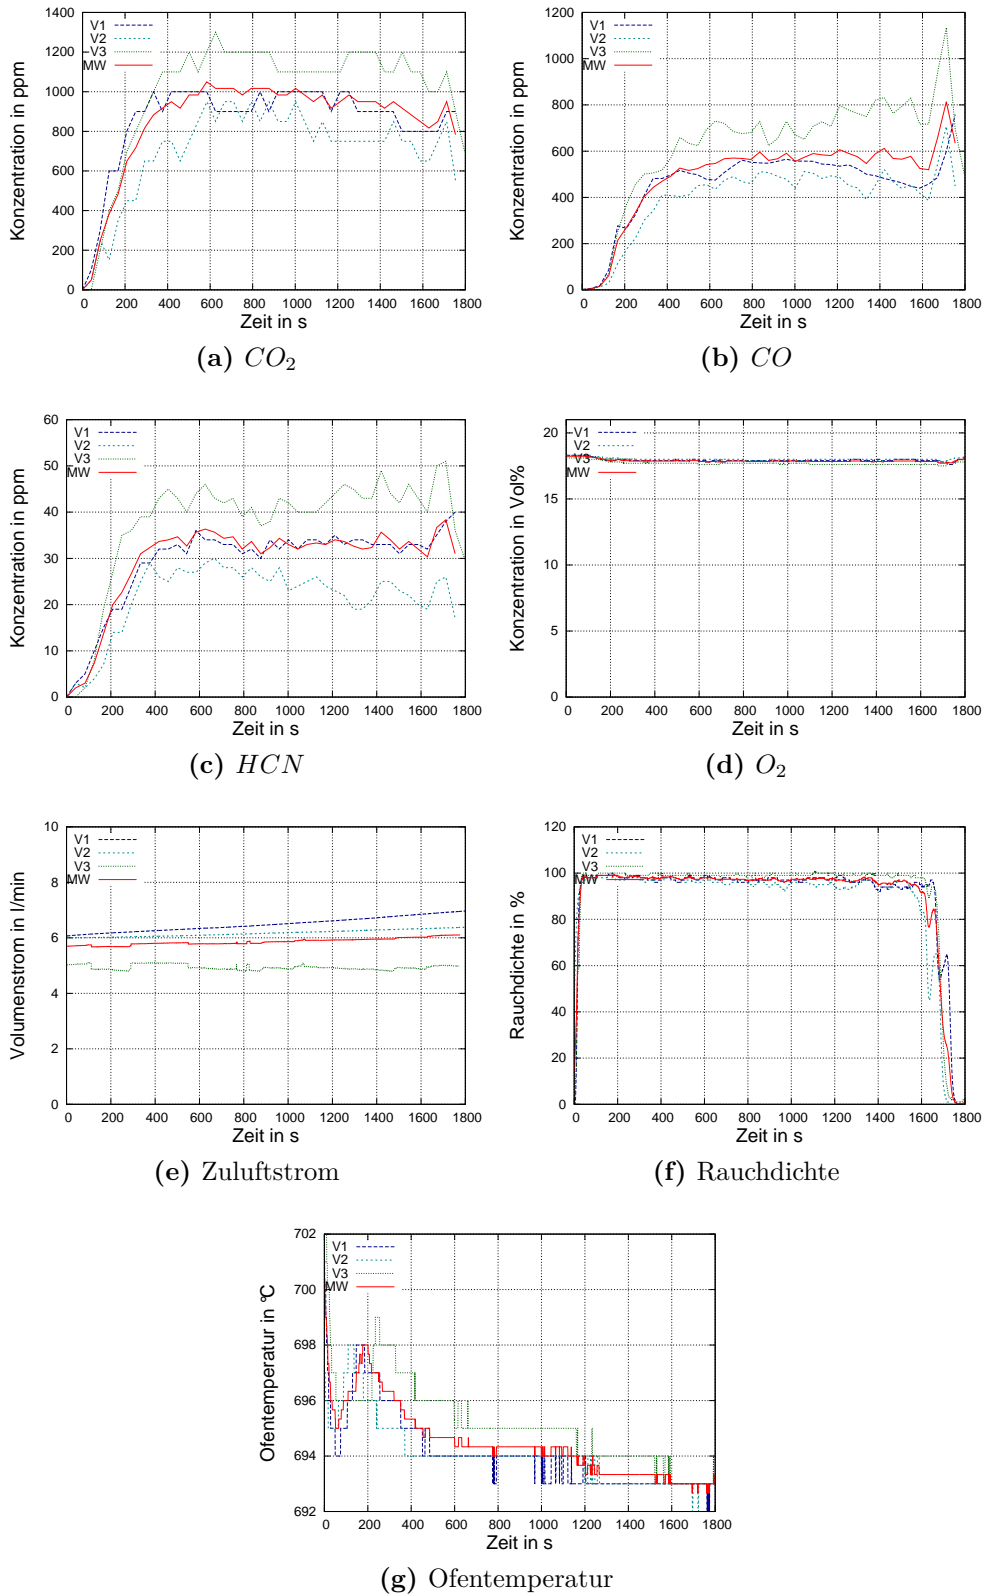 1400
1200
1000
800
600
400
200
0
Konzentration in ppm
V1
V2
V3
MW
0 200 400 600 800 1000 1200 1400 1600 1800
Zeit in s
(a) CO2
1200
1000
800
600
400
200
0
Konzentration in ppm
V1
V2
V3
MW
0 200 400 600 800 1000 1200 1400 1600 1800
Zeit in s
(b) CO
60
50
40
30
20
10
0
Konzentration in ppm
V1
V2
V3
MW
0 200 400 600 800 1000 1200 1400 1600 1800
Zeit in s
(c) HCN
20
15
10
5
0
Konzentration in Vol%
V1
V2
V3
MW
0 200 400 600 800 1000 1200 1400 1600 1800
Zeit in s
(d) O2
10
8
6
4
2
0
Volumenstrom in l/min
V1
V2
V3
MW
0 200 400 600 800 1000 1200 1400 1600 1800
Zeit in s
(e) Zuluftstrom
120
100
80
60
40
20
0
Rauchdichte in %
V1
V2
V3
MW
0 200 400 600 800 1000 1200 1400 1600 1800
Zeit in s
(f) Rauchdichte
702
700
698
696
694
692
Ofentemperatur in °C
V1
V2
V3
MW
0 200 400 600 800 1000 1200 1400 1600 1800
Zeit in s
(g) Ofentemperatur